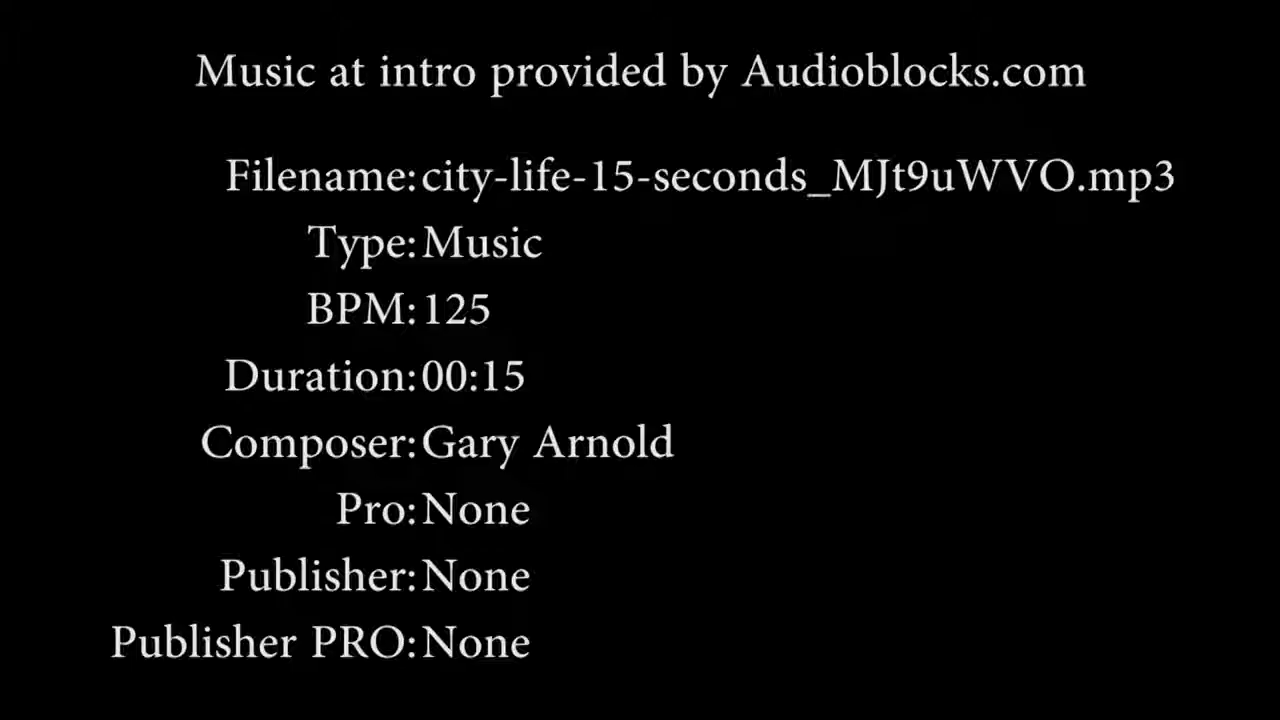 Music at intro provided by Audioblocks.com
Filename: city-life-15-seconds_MJt9uWVO.mp3
Type: Music
BPM: 125
Duration: 00:15
Composer: Gary Arnold
Pro: None
Publisher: None
Publisher PRO: None